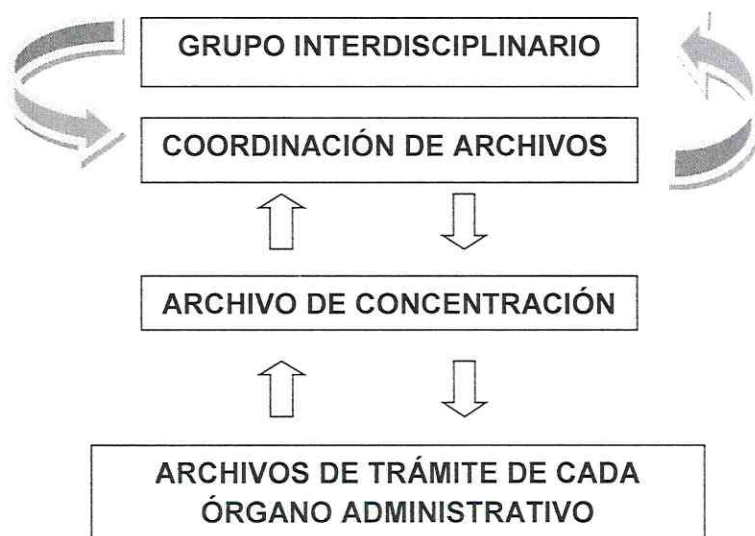 GRUPO INTERDISCIPLINARIO
COORDINACIÓN DE ARCHIVOS
ARCHIVO DE CONCENTRACIÓN
ARCHIVOS DE TRÁMITE DE CADA
ÓRGANO ADMINISTRATIVO